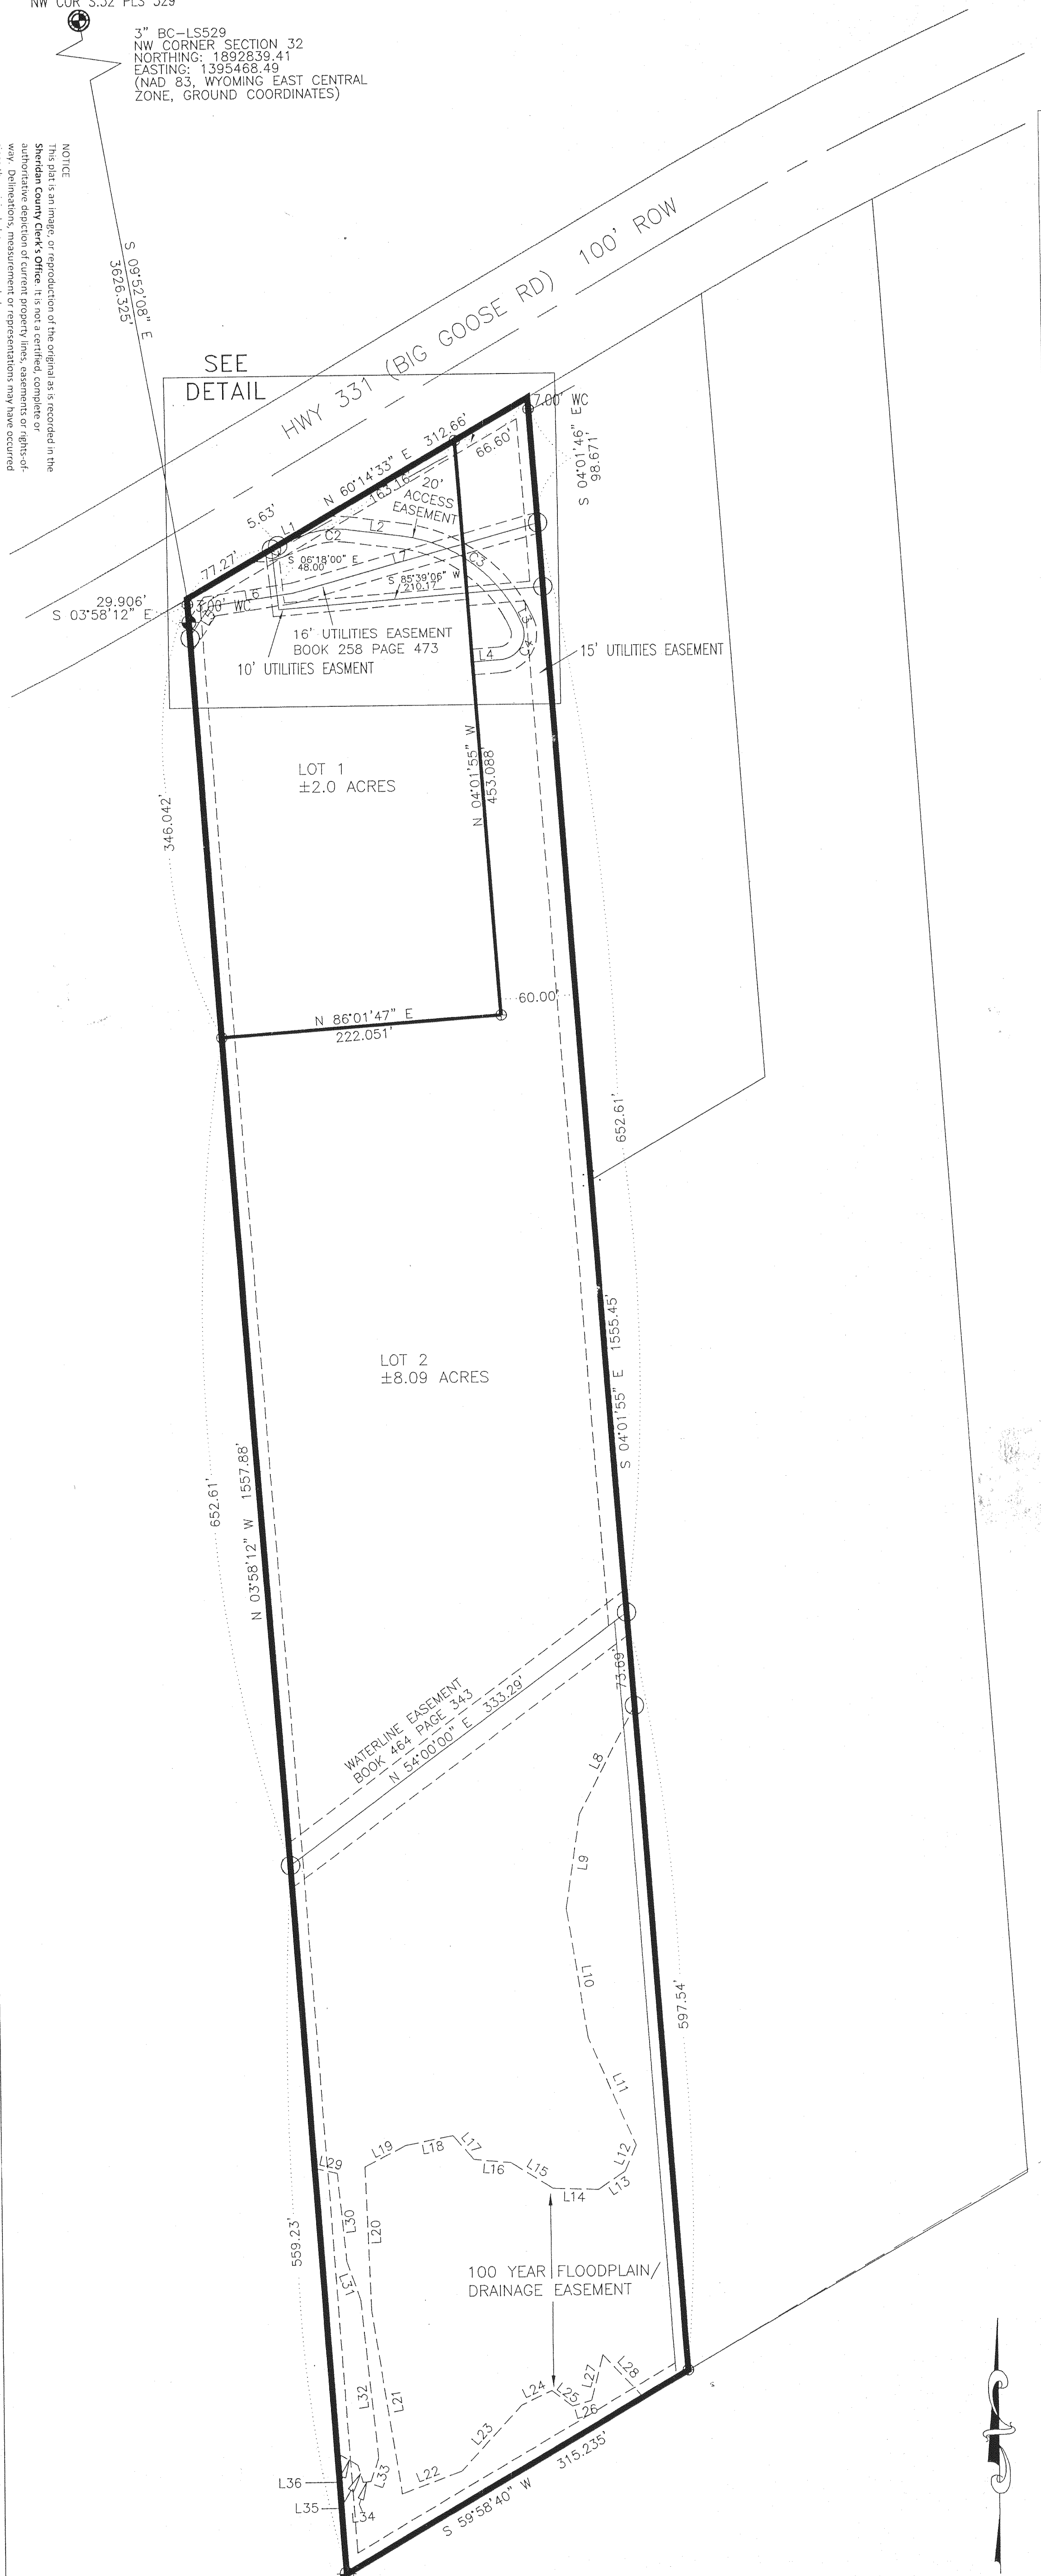 NW COR S.32 PLS 529
3" BC-LS529
NW CORNER SECTION 32
NORTHING: 1892839.41
EASTING: 1395468.49
(NAD 83, WYOMING EAST CENTRAL
ZONE, GROUND COORDINATES)
NOTICE
This plat is an image, or reproduction of the original as is recorded in the
Sheridan County Clerk's Office. It is not a certified, complete or
authoritative depiction of current property lines, easements or rights-of-
way. Delineations, measurement or representations may have occurred
S 09°52'08" E
3626.325'
HWY 331 (BIG GOOSE RD) 100' ROW
SEE
DETAIL
7.00' WC
S 04°01'46" E
98.671'
N 60°14'33" E 312.66'
66.60'
163.16'
20'
ACCESS
EASEMENT
5.63'
L1
L2
C2
77.27'
S 06°18'00" E
48.00'
L7
C3
S 85°39'06" W
210.17'
29.906'
S 03°58'12" E
3.00' WC
L6
L5
L3
C4
L4
16' UTILITIES EASEMENT
BOOK 258 PAGE 473
10' UTILITIES EASMENT
15' UTILITIES EASEMENT
LOT 1
±2.0 ACRES
346.042'
N 04°01'55" W
453.088'
60.00'
N 86°01'47" E
222.051'
652.61'
LOT 2
±8.09 ACRES
S 04°01'55" E 1555.45'
652.61'
N 03°58'12" W 1557.88'
WATERLINE EASEMENT
BOOK 464 PAGE 343
N 54°00'00" E 333.29'
73.69'
L8
L9
L10
597.54'
L11
L12
L13
L14
L15
L16
L17
L18
L19
L29
L20
L30
559.23'
L31
100 YEAR FLOODPLAIN/
DRAINAGE EASEMENT
L28
L27
L24
L25
L26
L32
L21
L23
L22
L33
L36
L35
L34
S 59°58'40" W 315.235'